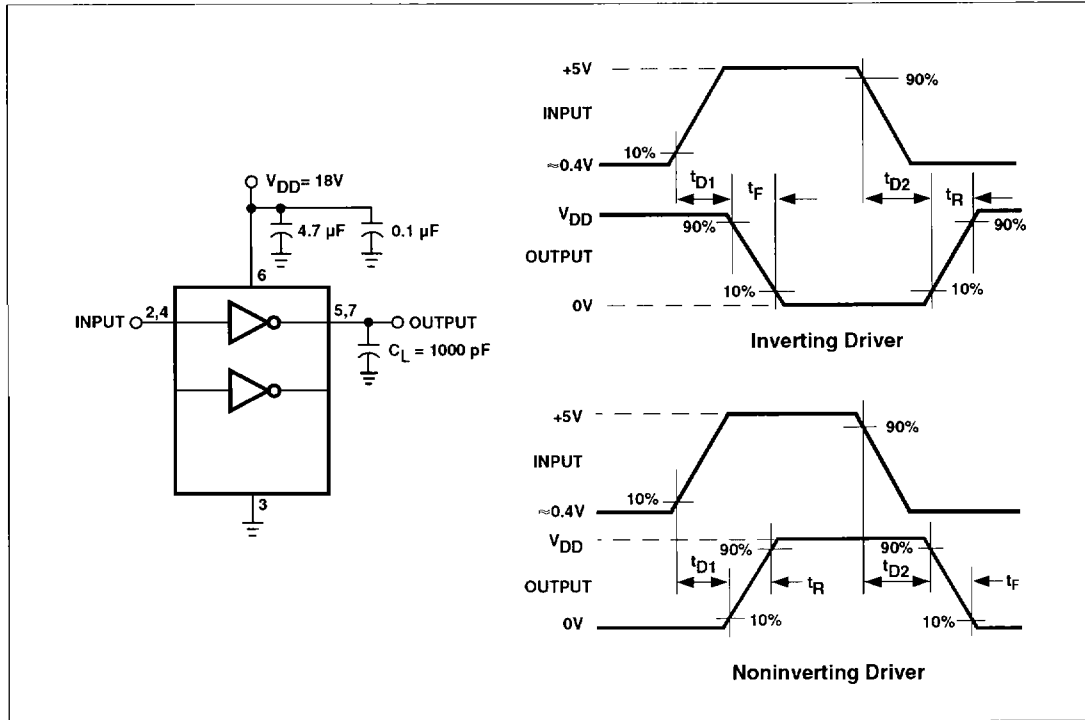 V_DD = 18V
4.7 µF
0.1 µF
6
INPUT
2,4
5,7
OUTPUT
C_L = 1000 pF
3
+5V
INPUT
≈0.4V
10%
90%
t_D1
t_F
t_D2
t_R
V_DD
90%
90%
OUTPUT
10%
10%
0V
Inverting Driver
+5V
90%
INPUT
10%
≈0.4V
V_DD
90%
90%
t_D1
t_R
t_D2
t_F
OUTPUT
10%
10%
0V
Noninverting Driver